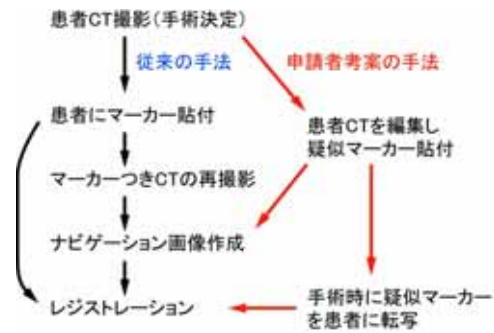 患者CT撮影(手術決定)
従来の手法
申請者考案の手法
患者にマーカー貼付
患者CTを編集し
疑似マーカー貼付
マーカーつきCTの再撮影
ナビゲーション画像作成
レジストレーション
手術時に疑似マーカー
を患者に転写